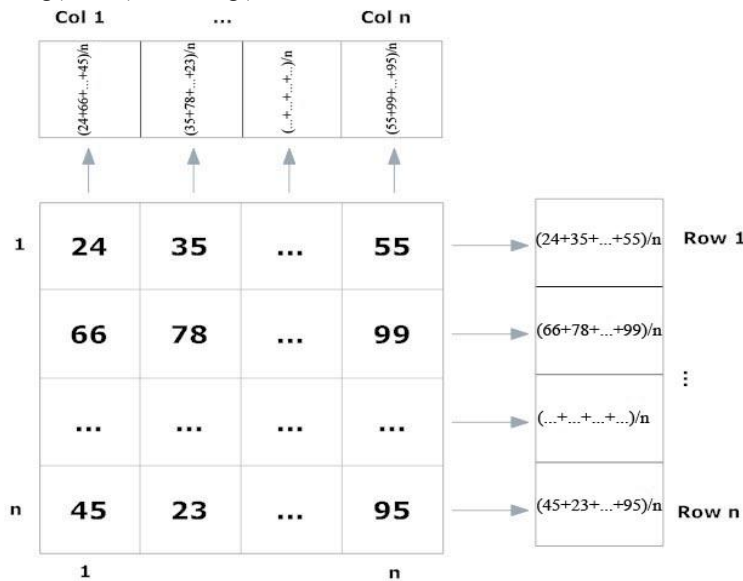 Col 1 ... Col n
(24+66+...+45)/n (35+78+...+23)/n (...+...+...+...)/n (55+99+...+95)/n
1 24 35 ... 55 (24+35+...+55)/n Row 1
66 78 ... 99 (66+78+...+99)/n
...
... ... ... ... (...+...+...+...)/n
n 45 23 ... 95 (45+23+...+95)/n Row n
1 n